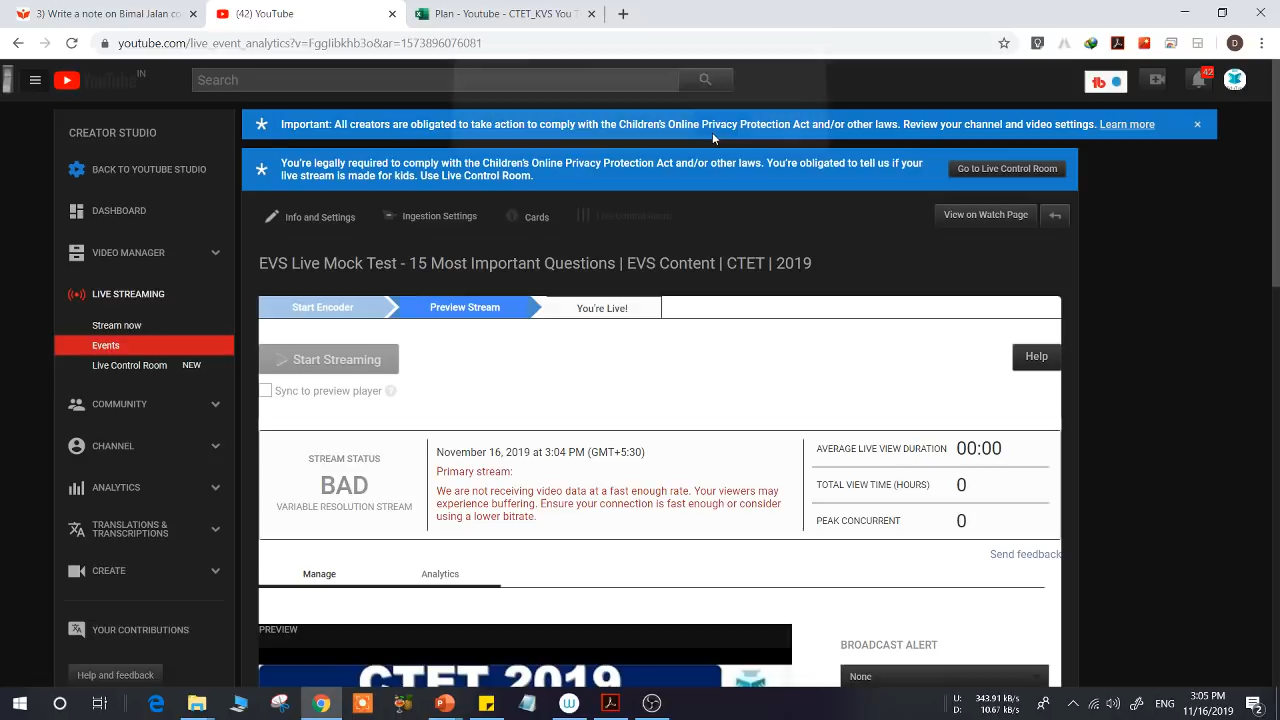 3) Write a note on Bimal Jalan co
(42) YouTube
Plan - Youtube - CTET_KVS You T
youtube.com/live_event_analytics?v=FggIibkhb3o&ar=1573896076081
D
YouTube
IN
Search
tb
42
CREATOR STUDIO
Important: All creators are obligated to take action to comply with the Children's Online Privacy Protection Act and/or other laws. Review your channel and video settings. Learn more
You're legally required to comply with the Children's Online Privacy Protection Act and/or other laws. You're obligated to tell us if your
live stream is made for kids. Use Live Control Room.
Go to Live Control Room
BACK TO YOUTUBE STUDIO
DASHBOARD
VIDEO MANAGER
LIVE STREAMING
Stream now
Events
Live Control Room NEW
COMMUNITY
CHANNEL
ANALYTICS
TRANSLATIONS &
TRANSCRIPTIONS
CREATE
YOUR CONTRIBUTIONS
Help and feedback
Info and Settings
Ingestion Settings
Cards
Live Control Room
View on Watch Page
EVS Live Mock Test - 15 Most Important Questions | EVS Content | CTET | 2019
Start Encoder
Preview Stream
You're Live!
Start Streaming
Help
Sync to preview player ?
STREAM STATUS
BAD
VARIABLE RESOLUTION STREAM
November 16, 2019 at 3:04 PM (GMT+5:30)
Primary stream:
We are not receiving video data at a fast enough rate. Your viewers may
experience buffering. Ensure your connection is fast enough or consider
using a lower bitrate.
AVERAGE LIVE VIEW DURATION 00:00
TOTAL VIEW TIME (HOURS) 0
PEAK CONCURRENT 0
Send feedback
Manage
Analytics
PREVIEW
CTET 2019
BROADCAST ALERT
None
U: 343.91 kB/s
D: 10.67 kB/s
ENG
3:05 PM
11/16/2019
2